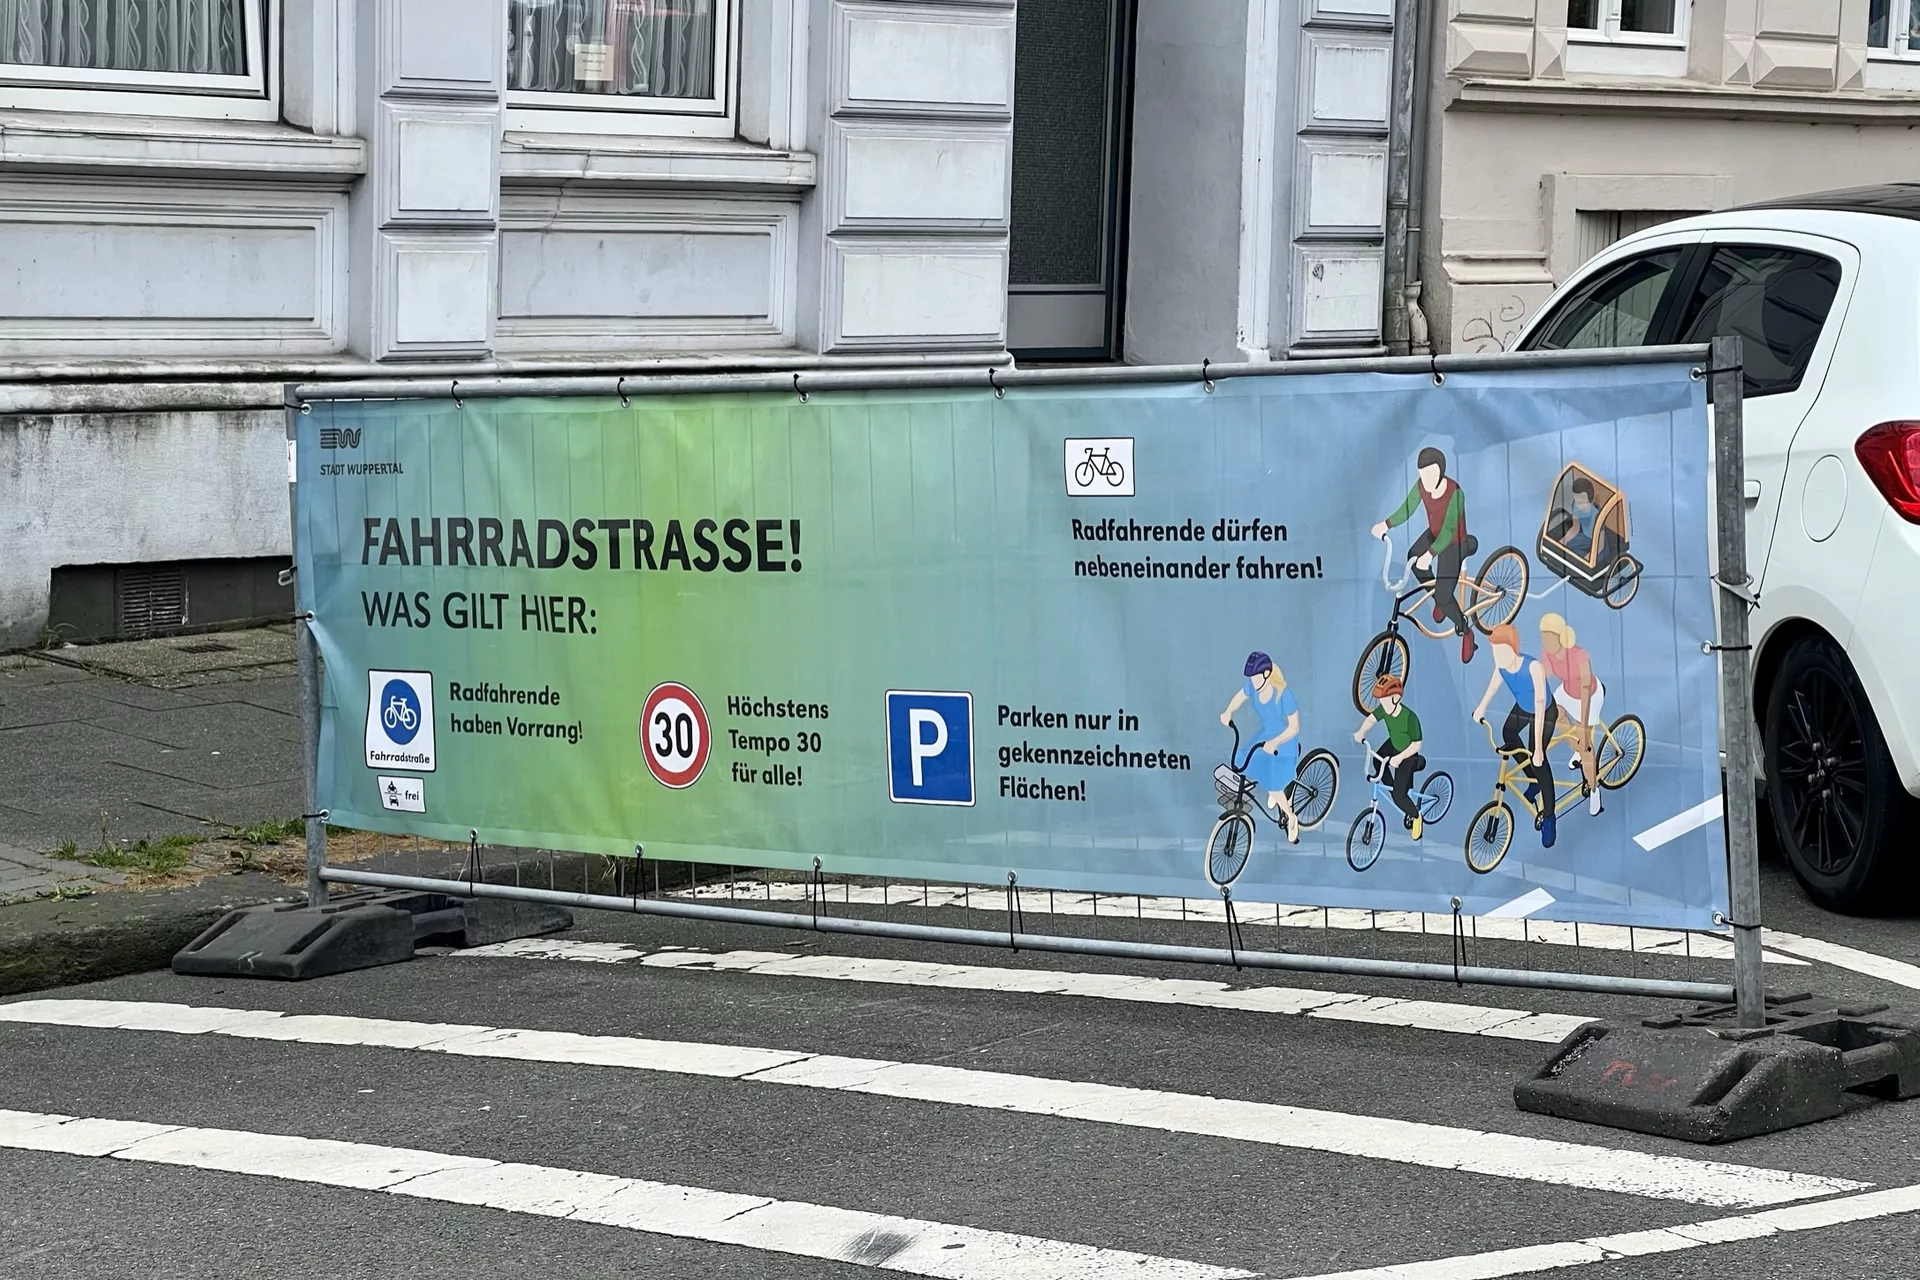 STADT WUPPERTAL
FAHRRADSTRASSE!
WAS GILT HIER:
Fahrradstraße
frei
Radfahrende
haben Vorrang!
30
Höchstens
Tempo 30
für alle!
P
Parken nur in
gekennzeichneten
Flächen!
Radfahrende dürfen
nebeneinander fahren!